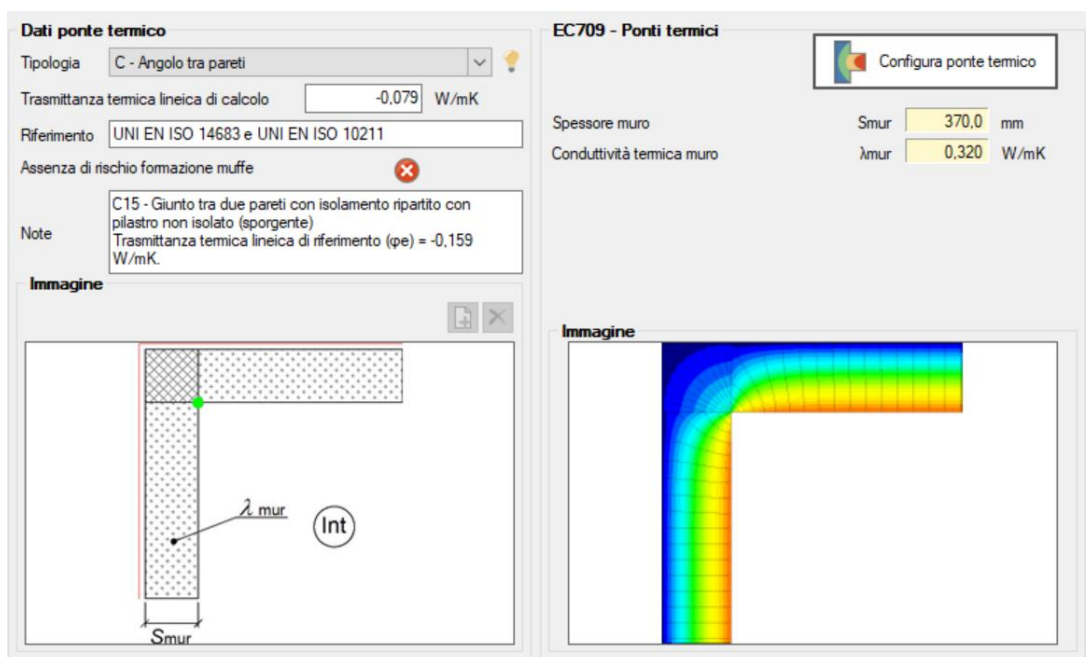 Dati ponte termico
Tipologia C - Angolo tra pareti
Trasmittanza termica lineica di calcolo -0,079 W/mK
Riferimento UNI EN ISO 14683 e UNI EN ISO 10211
Assenza di rischio formazione muffe
Note
C15 - Giunto tra due pareti con isolamento ripartito con
pilastro non isolato (sporgente)
Trasmittanza termica lineica di riferimento (φe) = -0,159
W/mK.
Immagine
λ mur
Int
Smur
EC709 - Ponti termici
Configura ponte termico
Spessore muro Smur 370,0 mm
Conduttività termica muro λmur 0,320 W/mK
Immagine